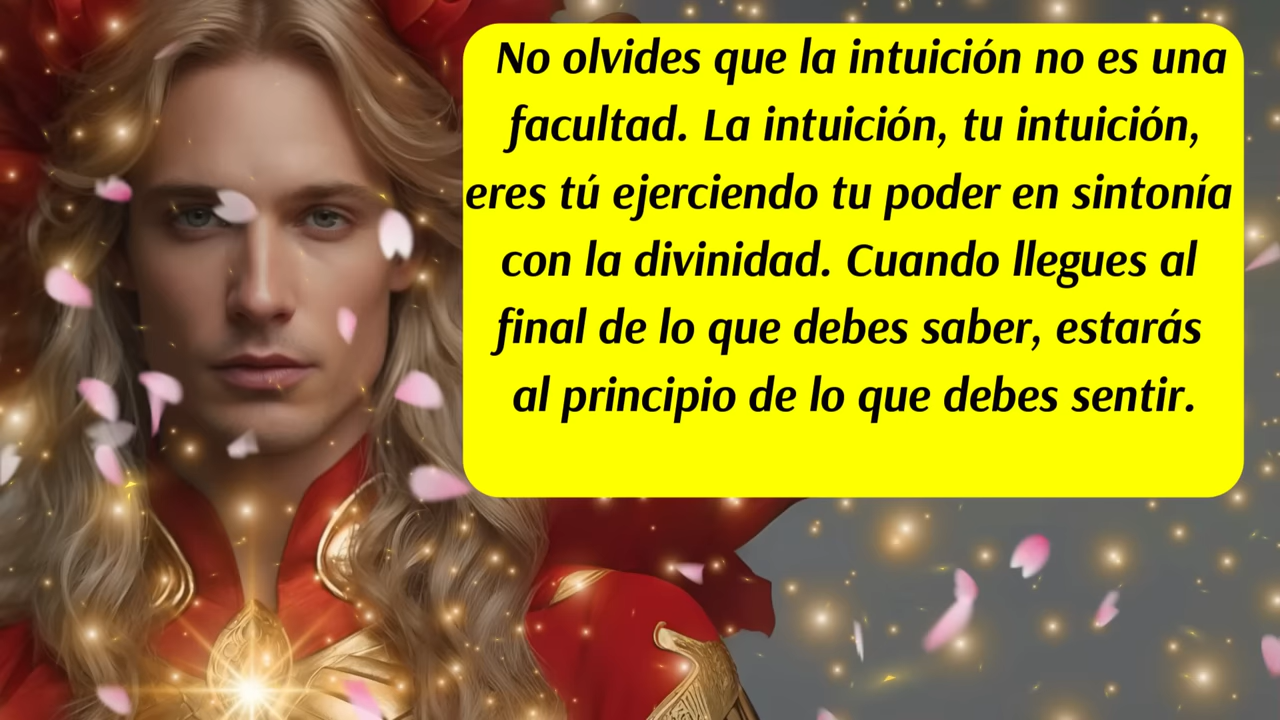 No olvides que la intuición no es una
facultad. La intuición, tu intuición,
eres tú ejerciendo tu poder en sintonía
con la divinidad. Cuando llegues al
final de lo que debes saber, estarás
al principio de lo que debes sentir.